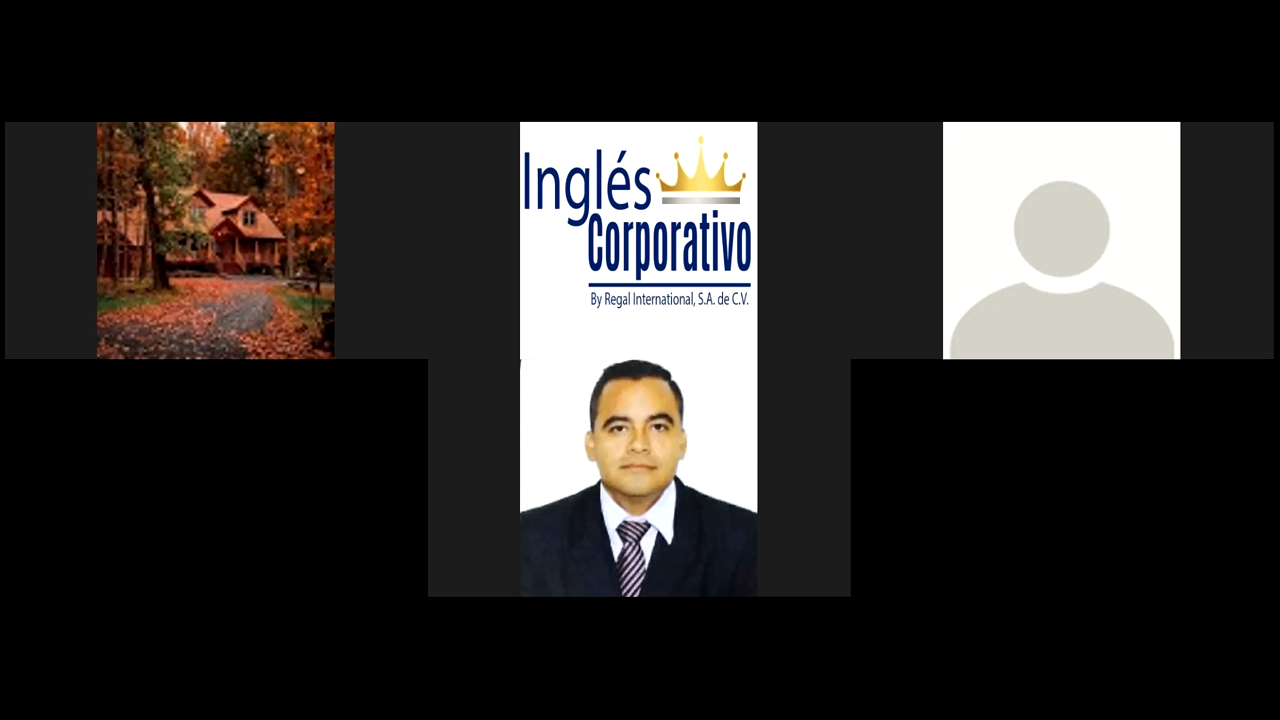 Inglés
Corporativo
By Regal International, S.A. de C.V.